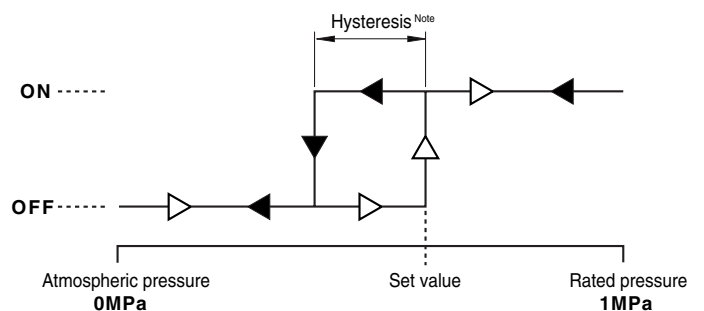 Hysteresis Note
ON
OFF
Atmospheric pressure
0MPa
Set value
Rated pressure
1MPa